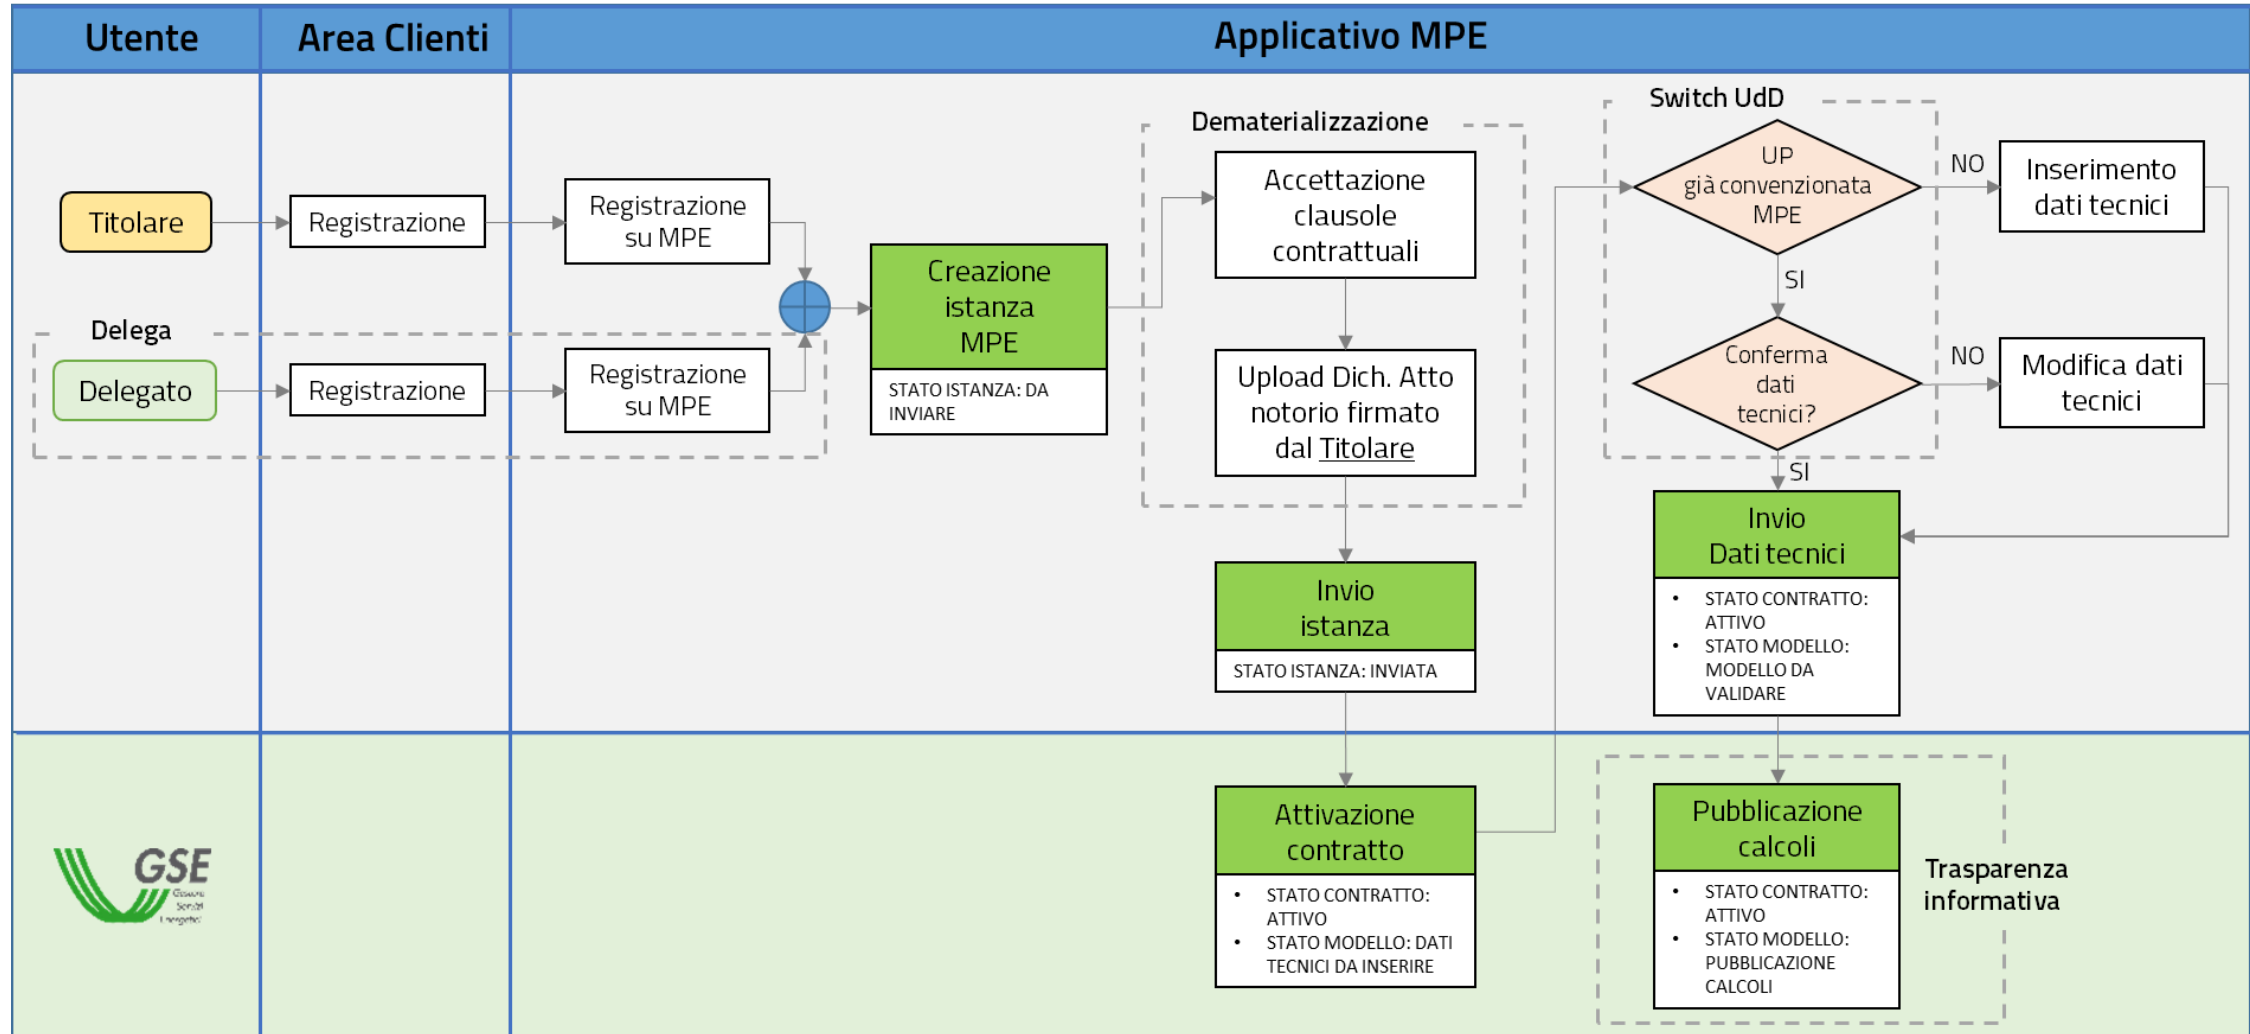 Utente
Area Clienti
Applicativo MPE
Titolare
Registrazione
Registrazione
su MPE
Delega
Delegato
Registrazione
Registrazione
su MPE
Creazione
istanza
MPE
STATO ISTANZA: DA
INVIARE
Dematerializzazione
Accettazione
clausole
contrattuali
Upload Dich. Atto
notorio firmato
dal Titolare
Invio
istanza
STATO ISTANZA: INVIATA
Switch UdD
UP
già convenzionata
MPE
NO
Inserimento
dati tecnici
SI
Conferma
dati
tecnici?
NO
Modifica dati
tecnici
SI
Invio
Dati tecnici
• STATO CONTRATTO:
ATTIVO
• STATO MODELLO:
MODELLO DA
VALIDARE
GSE
Gestore
Servizi
Energetici
Attivazione
contratto
• STATO CONTRATTO:
ATTIVO
• STATO MODELLO: DATI
TECNICI DA INSERIRE
Pubblicazione
calcoli
• STATO CONTRATTO:
ATTIVO
• STATO MODELLO:
PUBBLICAZIONE
CALCOLI
Trasparenza
informativa